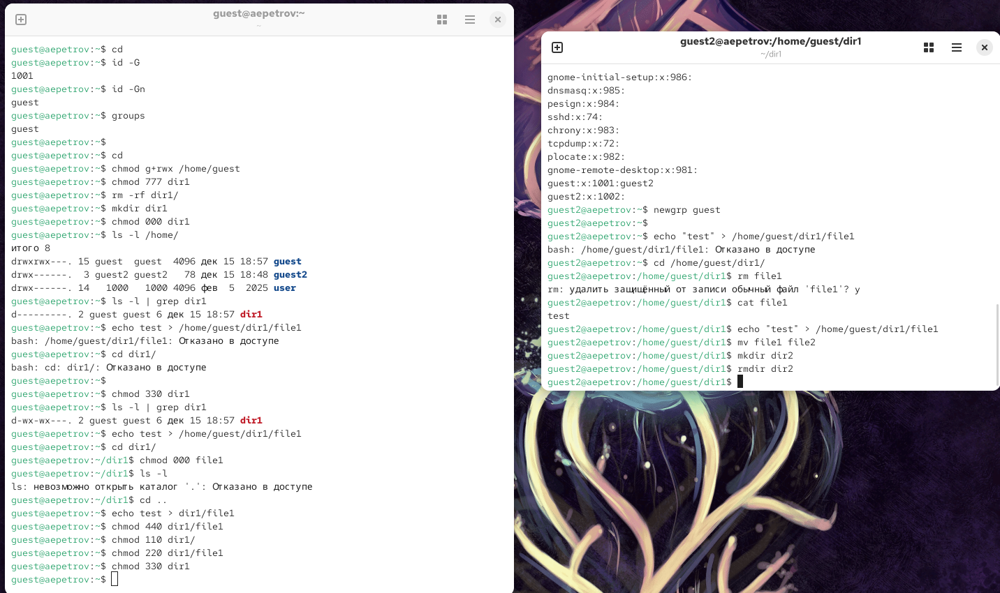 guest@aepetrov:~
~
guest@aepetrov:~$ cd
guest@aepetrov:~$ id -G
1001
guest@aepetrov:~$ id -Gn
guest
guest@aepetrov:~$ groups
guest
guest@aepetrov:~$
guest@aepetrov:~$ cd
guest@aepetrov:~$ chmod g+rwx /home/guest
guest@aepetrov:~$ chmod 777 dir1
guest@aepetrov:~$ rm -rf dir1/
guest@aepetrov:~$ mkdir dir1
guest@aepetrov:~$ chmod 000 dir1
guest@aepetrov:~$ ls -l /home/
итого 8
drwxrwx---. 15 guest  guest  4096 дек 15 18:57 guest
drwx------.  3 guest2 guest2   78 дек 15 18:48 guest2
drwx------. 14   1000   1000 4096 фев  5  2025 user
guest@aepetrov:~$ ls -l | grep dir1
d---------. 2 guest guest 6 дек 15 18:57 dir1
guest@aepetrov:~$ echo test > /home/guest/dir1/file1
bash: /home/guest/dir1/file1: Отказано в доступе
guest@aepetrov:~$ cd dir1/
bash: cd: dir1/: Отказано в доступе
guest@aepetrov:~$
guest@aepetrov:~$ chmod 330 dir1
guest@aepetrov:~$ ls -l | grep dir1
d-wx-wx---. 2 guest guest 6 дек 15 18:57 dir1
guest@aepetrov:~$ echo test > /home/guest/dir1/file1
guest@aepetrov:~$ cd dir1/
guest@aepetrov:~/dir1$ chmod 000 file1
guest@aepetrov:~/dir1$ ls -l
ls: невозможно открыть каталог '.': Отказано в доступе
guest@aepetrov:~/dir1$ cd ..
guest@aepetrov:~$ echo test > dir1/file1
guest@aepetrov:~$ chmod 440 dir1/file1
guest@aepetrov:~$ chmod 110 dir1/
guest@aepetrov:~$ chmod 220 dir1/file1
guest@aepetrov:~$ chmod 330 dir1
guest@aepetrov:~$
guest2@aepetrov:/home/guest/dir1
~/dir1
gnome-initial-setup:x:986:
dnsmasq:x:985:
pesign:x:984:
sshd:x:74:
chrony:x:983:
tcpdump:x:72:
plocate:x:982:
gnome-remote-desktop:x:981:
guest:x:1001:guest2
guest2:x:1002:
guest2@aepetrov:~$ newgrp guest
guest2@aepetrov:~$
guest2@aepetrov:~$ echo "test" > /home/guest/dir1/file1
bash: /home/guest/dir1/file1: Отказано в доступе
guest2@aepetrov:~$ cd /home/guest/dir1/
guest2@aepetrov:/home/guest/dir1$ rm file1
rm: удалить защищённый от записи обычный файл 'file1'? y
guest2@aepetrov:/home/guest/dir1$ cat file1
test
guest2@aepetrov:/home/guest/dir1$ echo "test" > /home/guest/dir1/file1
guest2@aepetrov:/home/guest/dir1$ mv file1 file2
guest2@aepetrov:/home/guest/dir1$ mkdir dir2
guest2@aepetrov:/home/guest/dir1$ rmdir dir2
guest2@aepetrov:/home/guest/dir1$